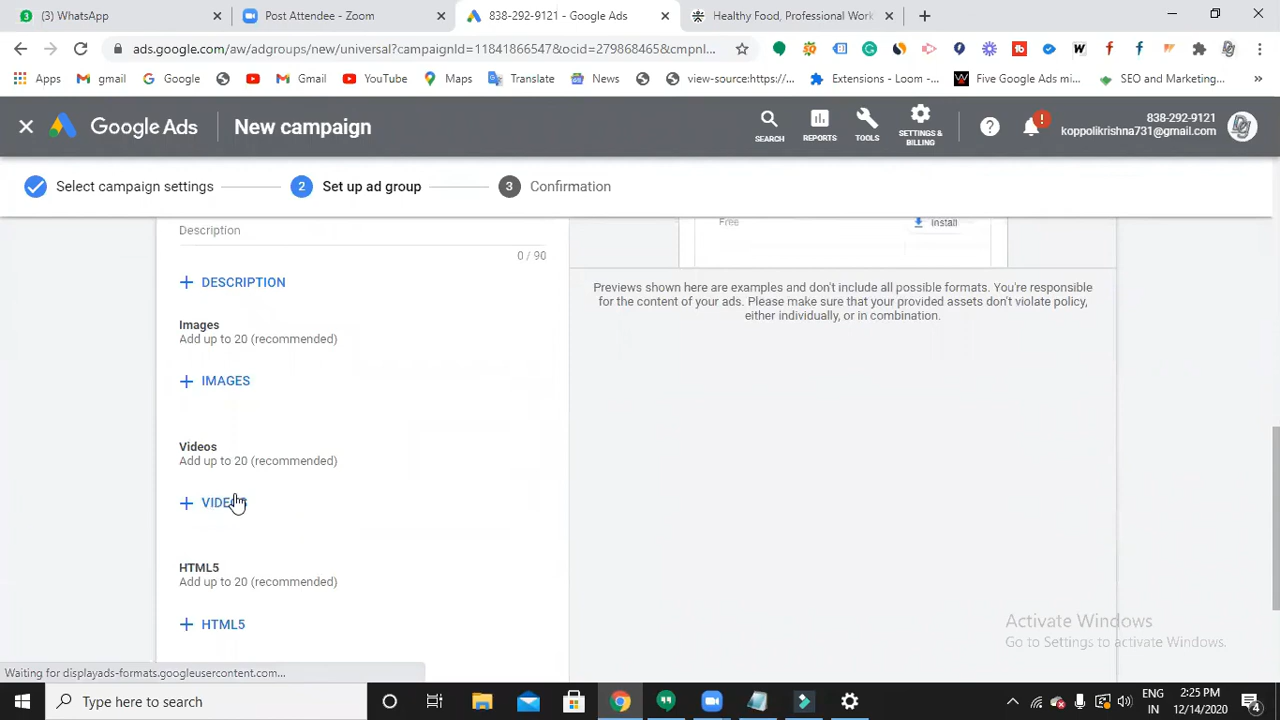 (3) WhatsApp
Post Attendee - Zoom
838-292-9121 - Google Ads
Healthy Food, Professional Work
ads.google.com/aw/adgroups/new/universal?campaignId=11841866547&ocid=279868465&cmpnl...
Apps
gmail
Google
Gmail
YouTube
Maps
Translate
News
view-source:https://...
Extensions - Loom -...
Five Google Ads mi...
SEO and Marketing...
Google Ads
New campaign
SEARCH
REPORTS
TOOLS
SETTINGS &
BILLING
838-292-9121
koppolikrishna731@gmail.com
Select campaign settings
2
Set up ad group
3
Confirmation
Description
0 / 90
+ DESCRIPTION
Images
Add up to 20 (recommended)
+ IMAGES
Videos
Add up to 20 (recommended)
+
HTML5
Add up to 20 (recommended)
+ HTML5
Free
Install
Previews shown here are examples and don't include all possible formats. You're responsible
for the content of your ads. Please make sure that your provided assets don't violate policy,
either individually, or in combination.
Activate Windows
Go to Settings to activate Windows.
Waiting for displayads-formats.googleusercontent.com...
Type here to search
ENG
IN
2:25 PM
12/14/2020
4